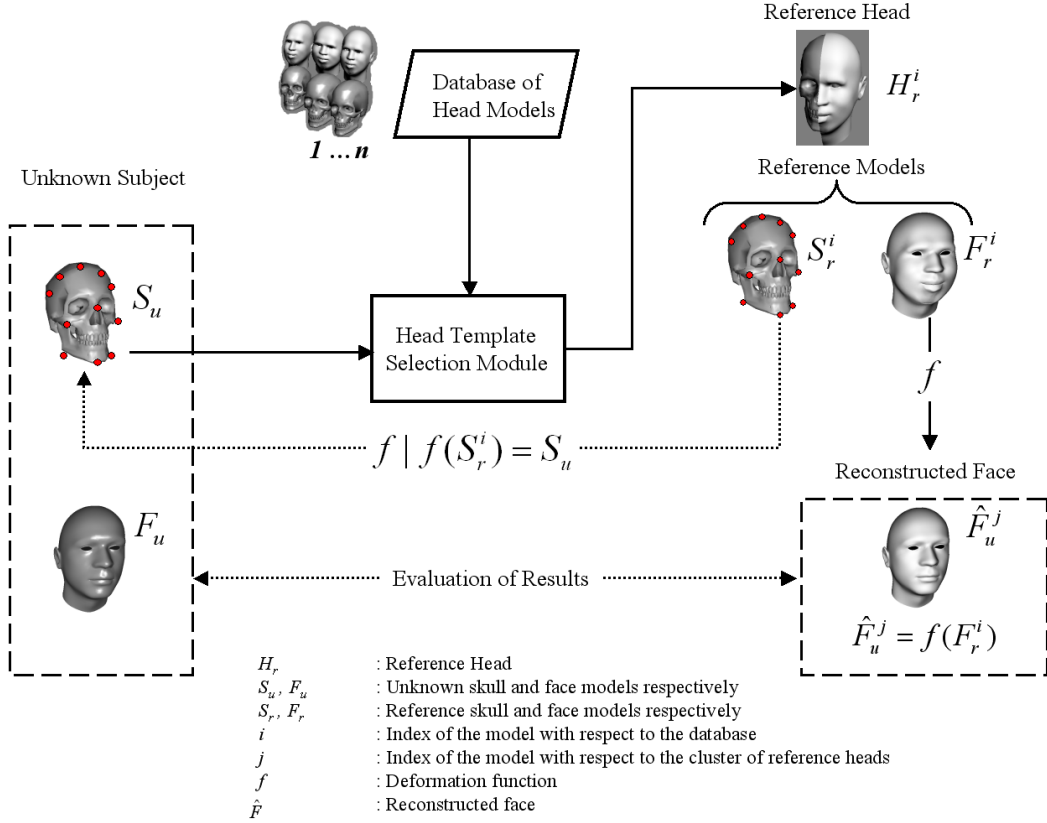 Reference Head
Database of
Head Models
H_r^i
1 ...n
Unknown Subject
Reference Models
S_u
S_r^i
F_r^i
Head Template
Selection Module
f
f | f(S_r^i) = S_u
Reconstructed Face
F_u
F̂_u^j
Evaluation of Results
F̂_u^j = f(F_r^i)
H_r : Reference Head
S_u , F_u : Unknown skull and face models respectively
S_r , F_r : Reference skull and face models respectively
i : Index of the model with respect to the database
j : Index of the model with respect to the cluster of reference heads
f : Deformation function
F̂ : Reconstructed face